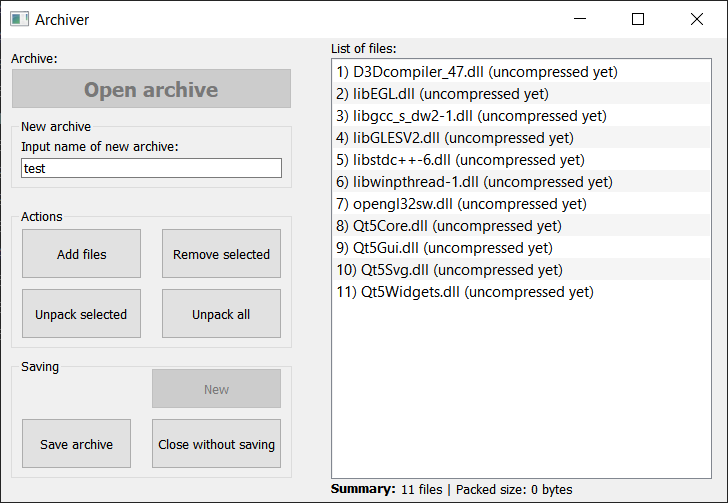 Archiver
Archive:
Open archive
New archive
Input name of new archive:
test
Actions
Add files
Remove selected
Unpack selected
Unpack all
Saving
New
Save archive
Close without saving
List of files:
1) D3Dcompiler_47.dll (uncompressed yet)
2) libEGL.dll (uncompressed yet)
3) libgcc_s_dw2-1.dll (uncompressed yet)
4) libGLESV2.dll (uncompressed yet)
5) libstdc++-6.dll (uncompressed yet)
6) libwinpthread-1.dll (uncompressed yet)
7) opengl32sw.dll (uncompressed yet)
8) Qt5Core.dll (uncompressed yet)
9) Qt5Gui.dll (uncompressed yet)
10) Qt5Svg.dll (uncompressed yet)
11) Qt5Widgets.dll (uncompressed yet)
Summary: 11 files | Packed size: 0 bytes